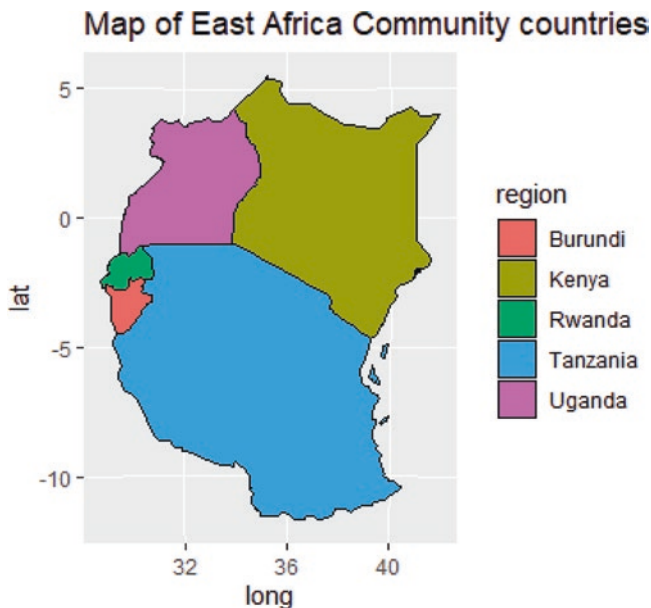 Map of East Africa Community countries
5
0
-5
-10
lat
32
36
40
long
region
Burundi
Kenya
Rwanda
Tanzania
Uganda